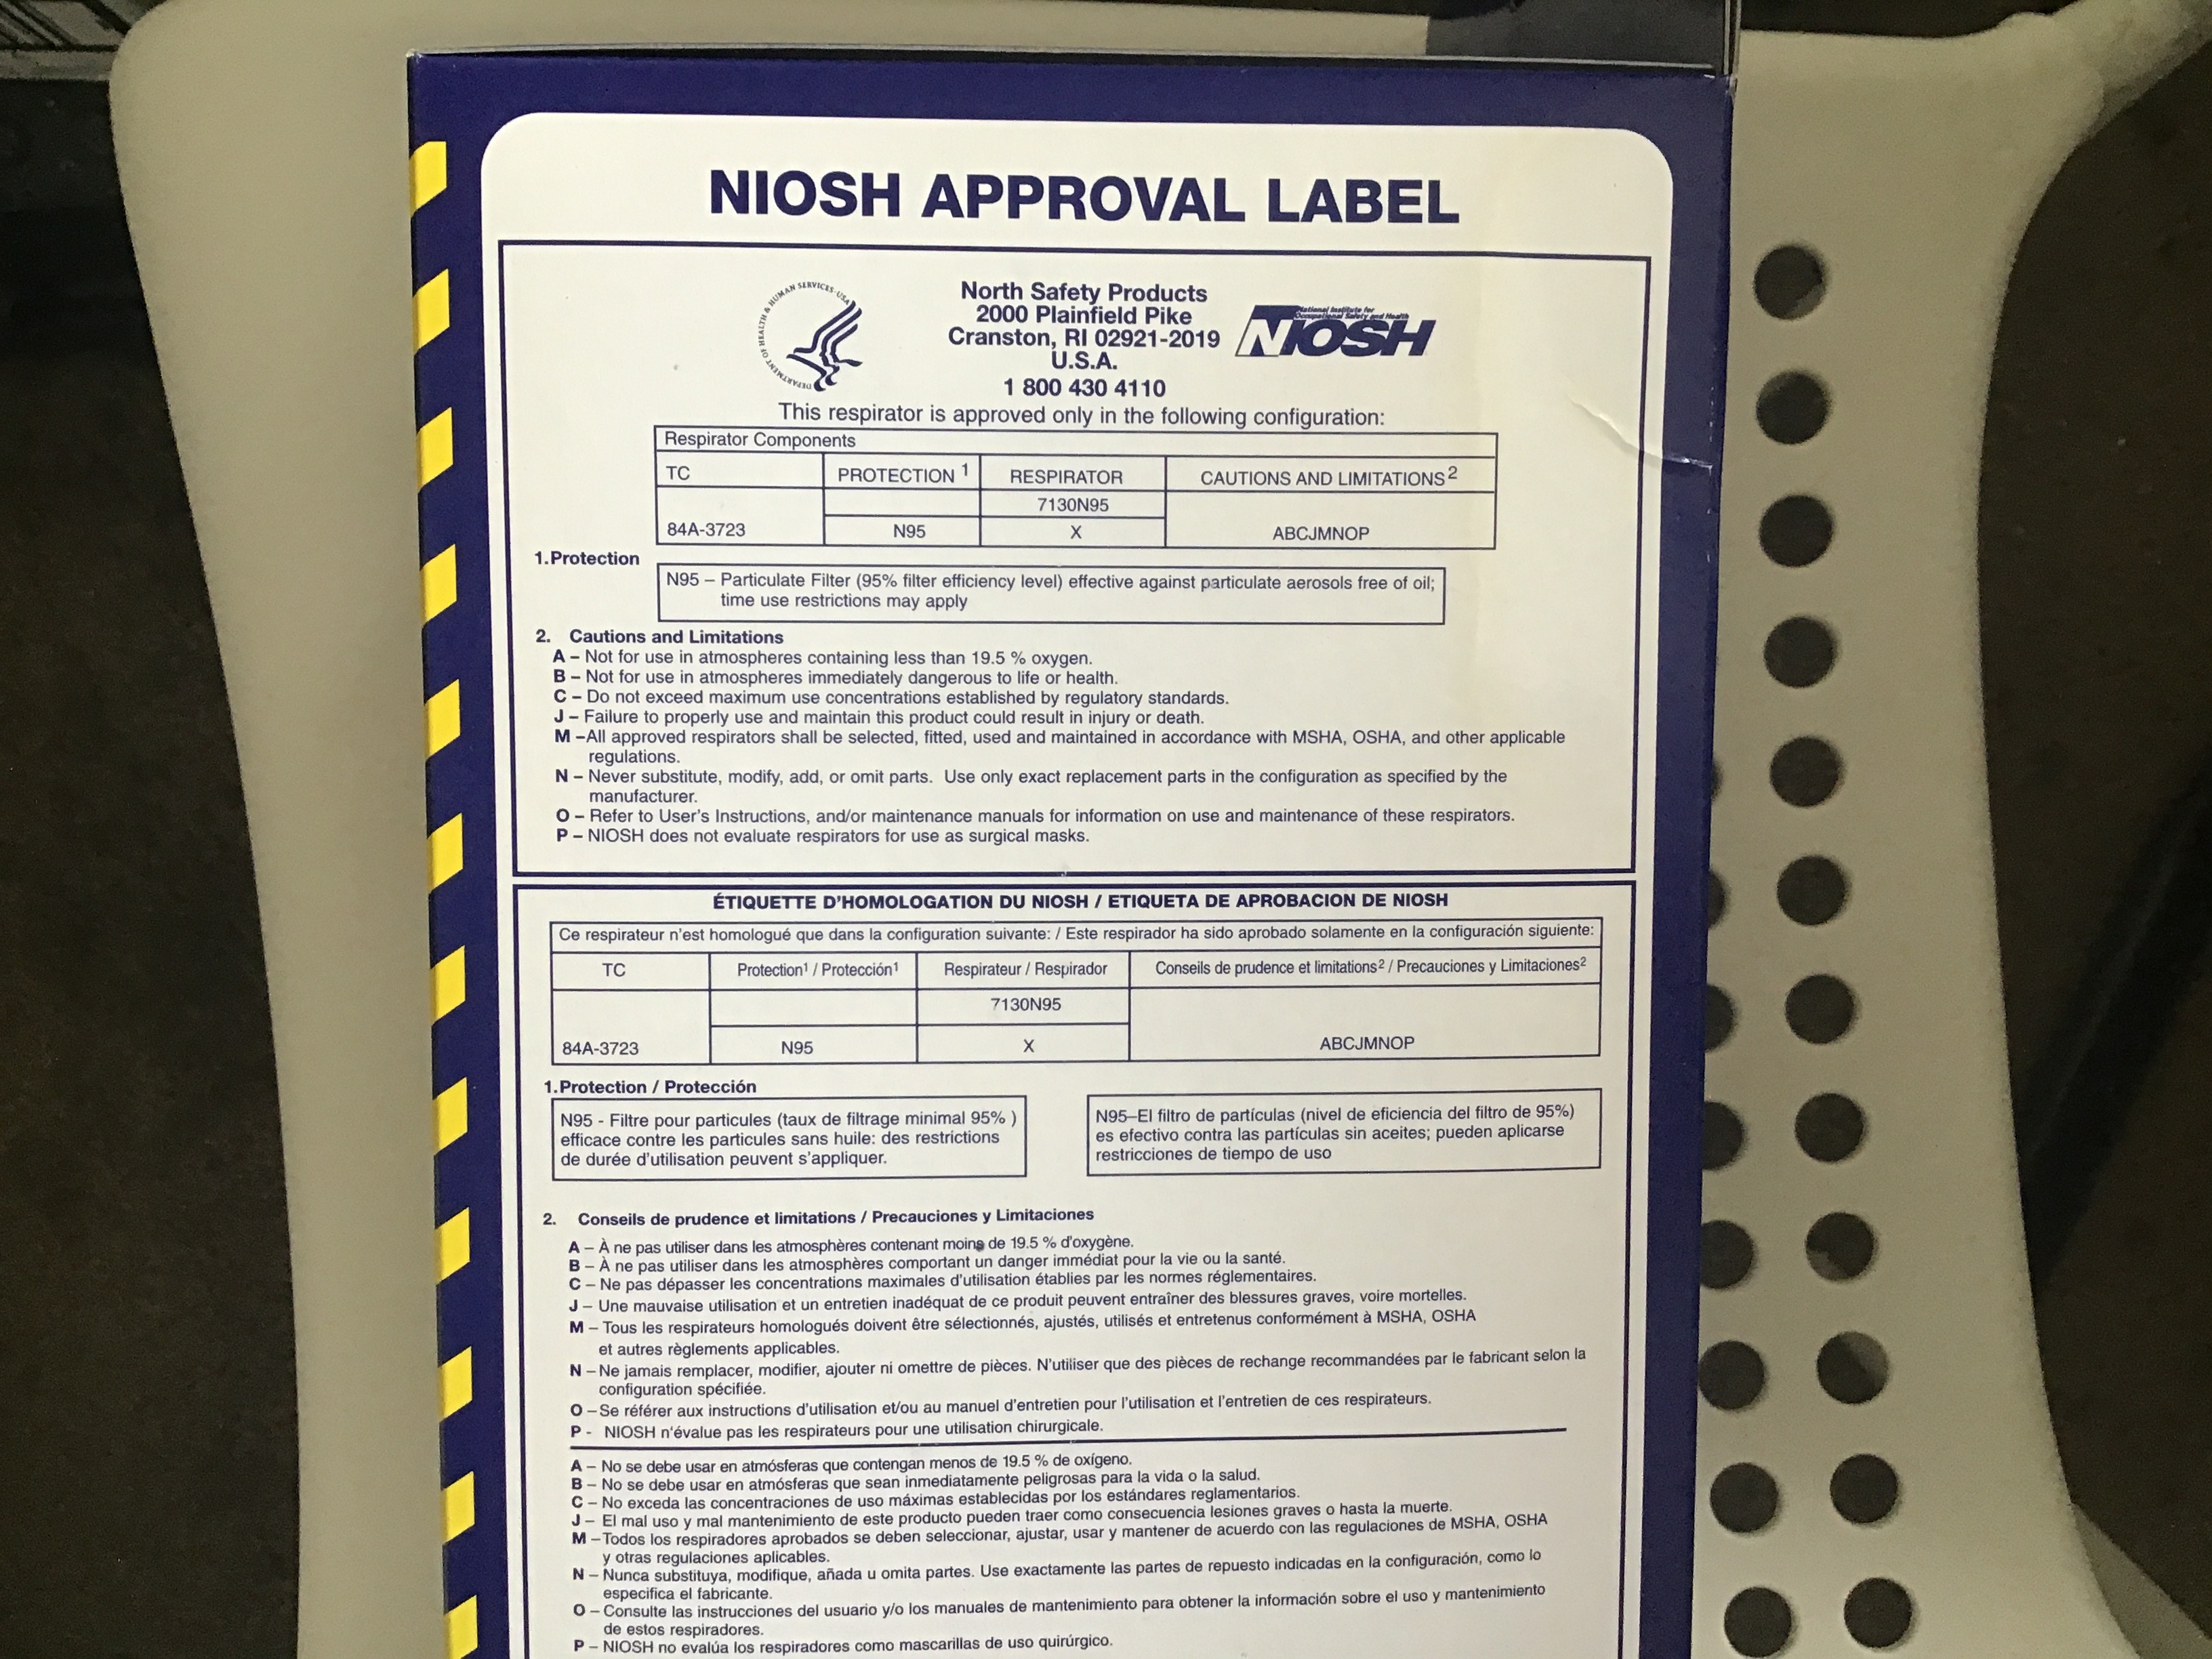 NIOSH APPROVAL LABEL
DEPARTMENT OF HEALTH & HUMAN SERVICES·USA
North Safety Products
2000 Plainfield Pike
Cranston, RI 02921-2019
U.S.A.
1 800 430 4110
National Institute for
Occupational Safety and Health
NIOSH
This respirator is approved only in the following configuration:
Respirator Components
TC PROTECTION 1 RESPIRATOR CAUTIONS AND LIMITATIONS2
7130N95
84A-3723 N95 X ABCJMNOP
1.Protection
N95 – Particulate Filter (95% filter efficiency level) effective against particulate aerosols free of oil;
time use restrictions may apply
2. Cautions and Limitations
A – Not for use in atmospheres containing less than 19.5 % oxygen.
B – Not for use in atmospheres immediately dangerous to life or health.
C – Do not exceed maximum use concentrations established by regulatory standards.
J – Failure to properly use and maintain this product could result in injury or death.
M –All approved respirators shall be selected, fitted, used and maintained in accordance with MSHA, OSHA, and other applicable
regulations.
N – Never substitute, modify, add, or omit parts. Use only exact replacement parts in the configuration as specified by the
manufacturer.
O – Refer to User's Instructions, and/or maintenance manuals for information on use and maintenance of these respirators.
P – NIOSH does not evaluate respirators for use as surgical masks.
ÉTIQUETTE D'HOMOLOGATION DU NIOSH / ETIQUETA DE APROBACION DE NIOSH
Ce respirateur n'est homologué que dans la configuration suivante: / Este respirador ha sido aprobado solamente en la configuración siguiente:
TC Protection1 / Protección1 Respirateur / Respirador Conseils de prudence et limitations2 / Precauciones y Limitaciones2
7130N95
84A-3723 N95 X ABCJMNOP
1.Protection / Protección
N95 - Filtre pour particules (taux de filtrage minimal 95% )
efficace contre les particules sans huile: des restrictions
de durée d'utilisation peuvent s'appliquer.
N95–El filtro de partículas (nivel de eficiencia del filtro de 95%)
es efectivo contra las partículas sin aceites; pueden aplicarse
restricciones de tiempo de uso
2. Conseils de prudence et limitations / Precauciones y Limitaciones
A – À ne pas utiliser dans les atmosphères contenant moins de 19.5 % d'oxygène.
B – À ne pas utiliser dans les atmosphères comportant un danger immédiat pour la vie ou la santé.
C – Ne pas dépasser les concentrations maximales d'utilisation établies par les normes réglementaires.
J – Une mauvaise utilisation et un entretien inadéquat de ce produit peuvent entraîner des blessures graves, voire mortelles.
M – Tous les respirateurs homologués doivent être sélectionnés, ajustés, utilisés et entretenus conformément à MSHA, OSHA
et autres règlements applicables.
N – Ne jamais remplacer, modifier, ajouter ni omettre de pièces. N'utiliser que des pièces de rechange recommandées par le fabricant selon la
configuration spécifiée.
O – Se référer aux instructions d'utilisation et/ou au manuel d'entretien pour l'utilisation et l'entretien de ces respirateurs.
P - NIOSH n'évalue pas les respirateurs pour une utilisation chirurgicale.
A – No se debe usar en atmósferas que contengan menos de 19.5 % de oxígeno.
B – No se debe usar en atmósferas que sean inmediatamente peligrosas para la vida o la salud.
C – No exceda las concentraciones de uso máximas establecidas por los estándares reglamentarios.
J – El mal uso y mal mantenimiento de este producto pueden traer como consecuencia lesiones graves o hasta la muerte.
M – Todos los respiradores aprobados se deben seleccionar, ajustar, usar y mantener de acuerdo con las regulaciones de MSHA, OSHA
y otras regulaciones aplicables.
N – Nunca substituya, modifique, añada u omita partes. Use exactamente las partes de repuesto indicadas en la configuración, como lo
especifica el fabricante.
O – Consulte las instrucciones del usuario y/o los manuales de mantenimiento para obtener la información sobre el uso y mantenimiento
de estos respiradores.
P – NIOSH no evalúa los respiradores como mascarillas de uso quirúrgico.